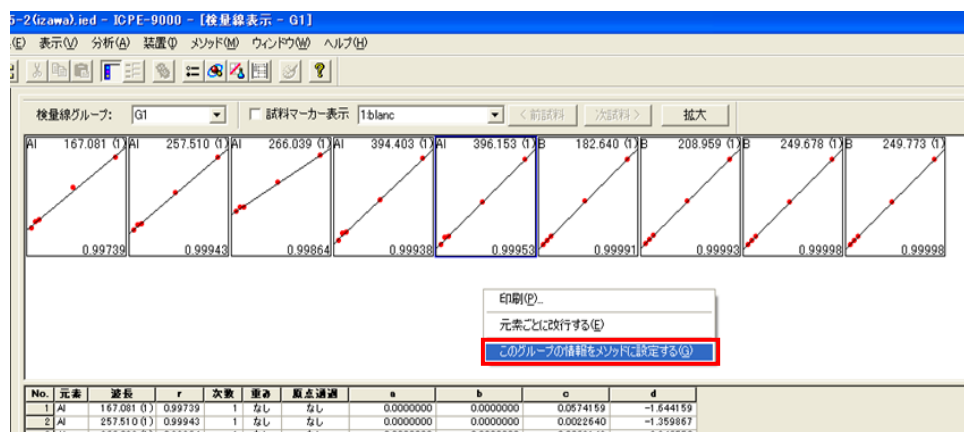 5-2(izawa).ied - ICPE-9000 - [検量線表示 - G1]
(E) 表示(V) 分析(A) 装置(I) メソッド(M) ウィンドウ(W) ヘルプ(H)
検量線グループ: G1 試料マーカー表示 1:blanc < 前試料 次試料 > 拡大
Al 167.081 (1) Al 257.510 (1) Al 266.039 (1) Al 394.403 (1) Al 396.153 (1) B 182.640 (1) B 208.959 (1) B 249.678 (1) B 249.773 (1)
0.99739 0.99943 0.99864 0.99938 0.99953 0.99991 0.99993 0.99998 0.99998
印刷(P)...
元素ごとに改行する(E)
このグループの情報をメソッドに設定する(G)
No. 元素 波長 r 次数 重み 原点通過 a b c d
1 Al 167.081 (1) 0.99739 1 なし なし 0.0000000 0.0000000 0.0574159 -1.644159
2 Al 257.510 (1) 0.99943 1 なし なし 0.0000000 0.0000000 0.0022640 -1.359867